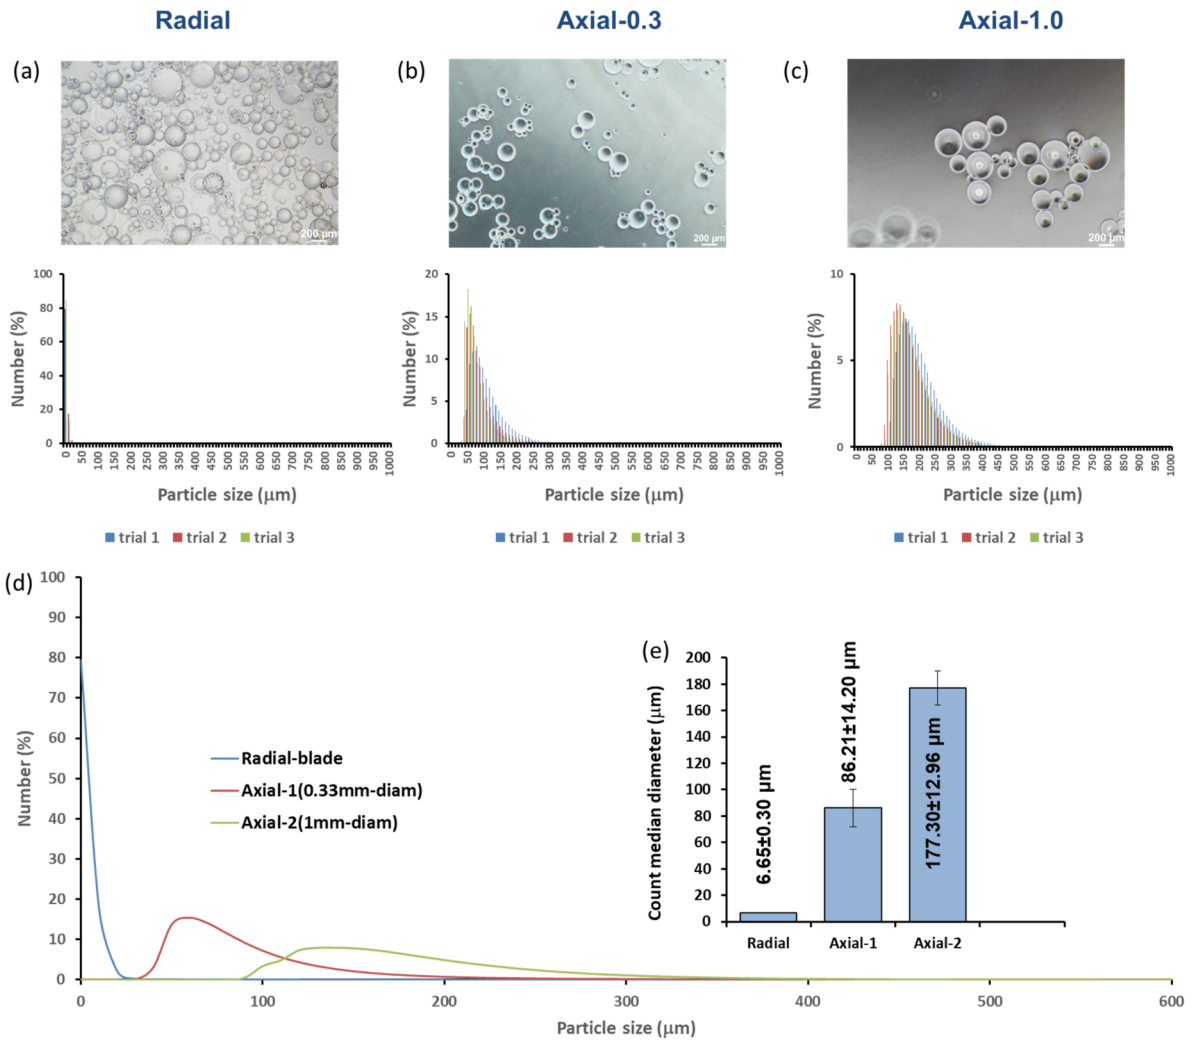 Radial
Axial-0.3
Axial-1.0
(a)
(b)
(c)
200 µm
200 µm
200 µm
Number (%)
100
80
60
40
20
0
0 50 100 150 200 250 300 350 400 450 500 550 600 650 700 750 800 850 900 950 1000
Particle size (µm)
trial 1 trial 2 trial 3
Number (%)
20
15
10
5
0
0 50 100 150 200 250 300 350 400 450 500 550 600 650 700 750 800 850 900 950 1000
Particle size (µm)
trial 1 trial 2 trial 3
Number (%)
10
5
0
0 50 100 150 200 250 300 350 400 450 500 550 600 650 700 750 800 850 900 950 1000
Particle size (µm)
trial 1 trial 2 trial 3
(d)
Number (%)
100
90
80
70
60
50
40
30
20
10
0
0 100 200 300 400 500 600
Particle size (µm)
Radial-blade
Axial-1(0.33mm-diam)
Axial-2(1mm-diam)
(e)
Count median diameter (µm)
200
180
160
140
120
100
80
60
40
20
0
6.65±0.30 µm
86.21±14.20 µm
177.30±12.96 µm
Radial Axial-1 Axial-2